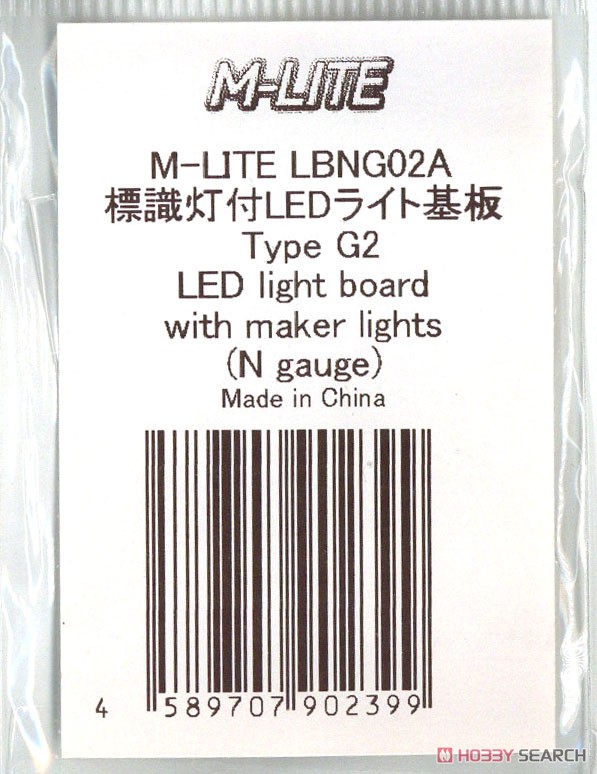 M-LITE
M-LITE LBNG02A
標識灯付LEDライト基板
Type G2
LED light board
with maker lights
(N gauge)
Made in China
4 589707 902399
HOBBY SEARCH